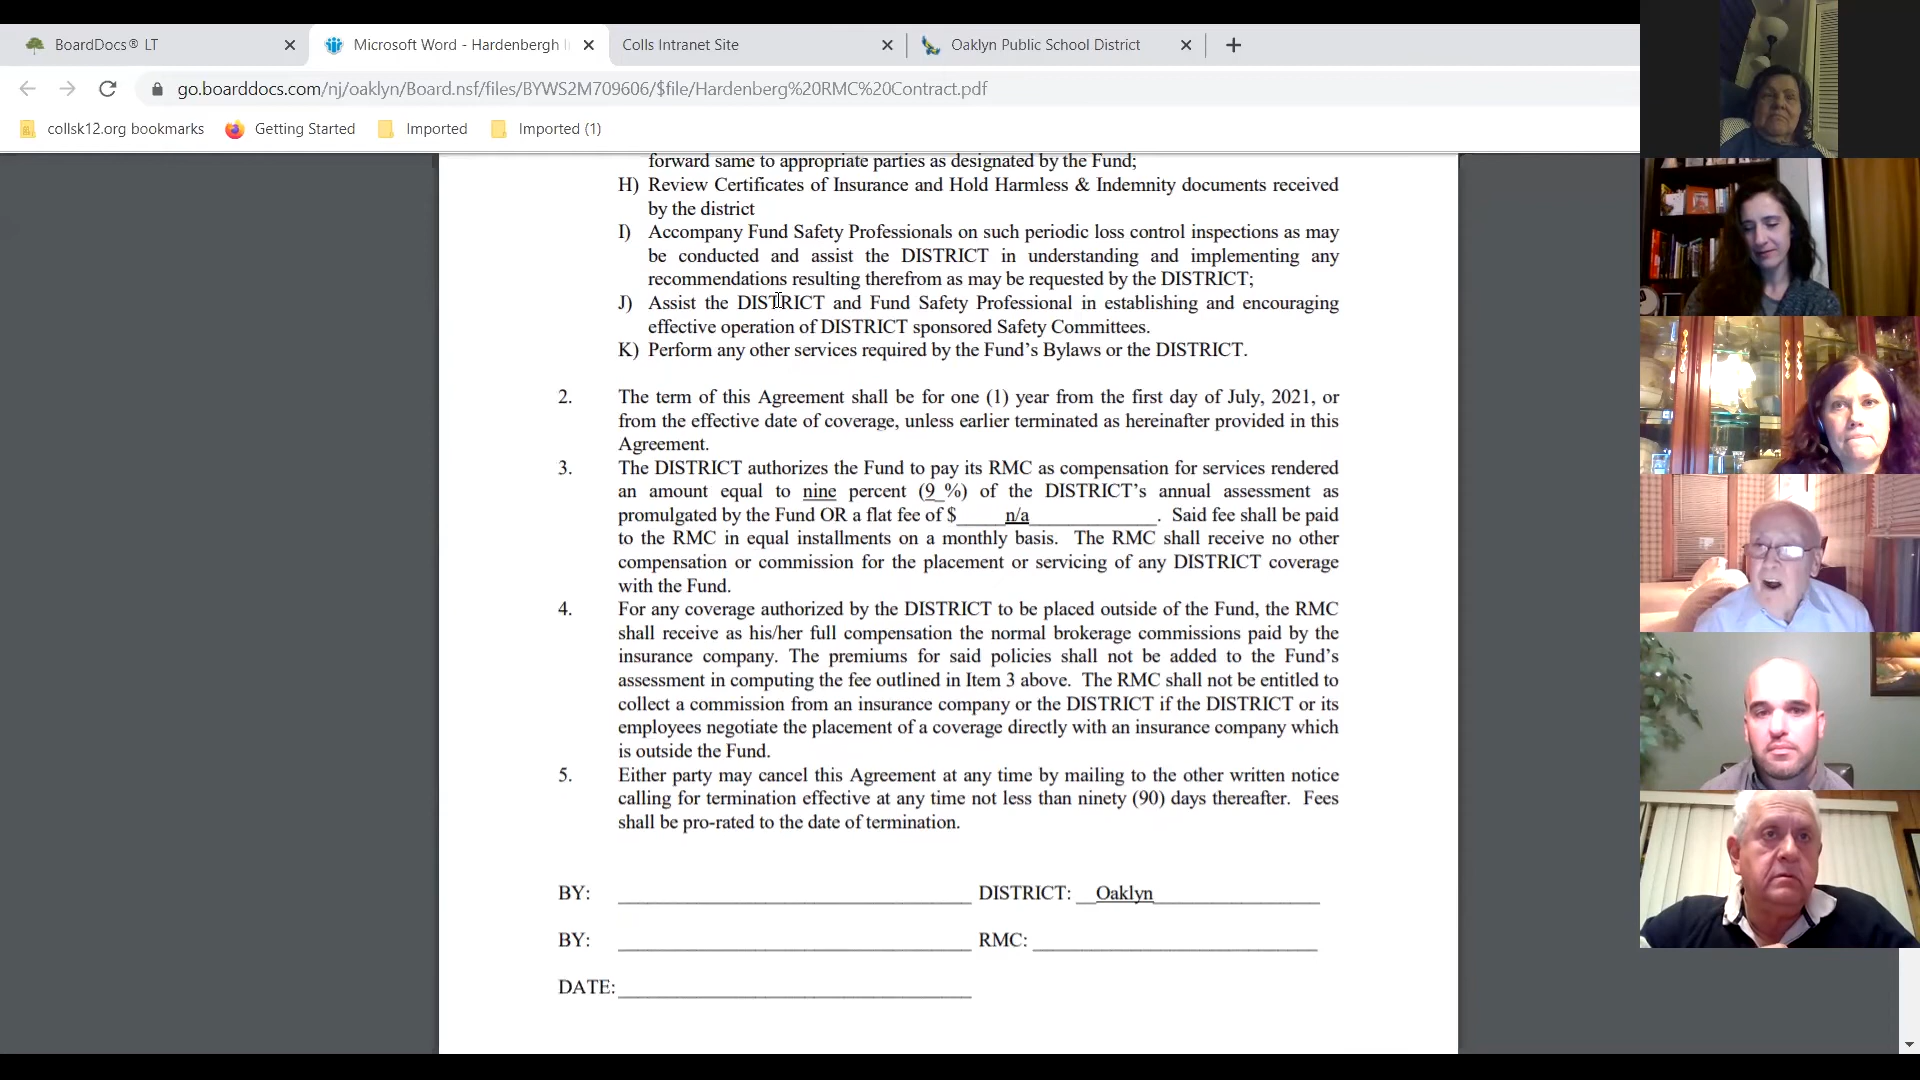 BoardDocs® LT
Microsoft Word - Hardenbergh I
Colls Intranet Site
Oaklyn Public School District
go.boarddocs.com/nj/oaklyn/Board.nsf/files/BYWS2M709606/$file/Hardenberg%20RMC%20Contract.pdf
collsk12.org bookmarks
Getting Started
Imported
Imported (1)
forward same to appropriate parties as designated by the Fund;
H) Review Certificates of Insurance and Hold Harmless & Indemnity documents received
by the district
I) Accompany Fund Safety Professionals on such periodic loss control inspections as may
be conducted and assist the DISTRICT in understanding and implementing any
recommendations resulting therefrom as may be requested by the DISTRICT;
J) Assist the DISTRICT and Fund Safety Professional in establishing and encouraging
effective operation of DISTRICT sponsored Safety Committees.
K) Perform any other services required by the Fund's Bylaws or the DISTRICT.
2. The term of this Agreement shall be for one (1) year from the first day of July, 2021, or
from the effective date of coverage, unless earlier terminated as hereinafter provided in this
Agreement.
3. The DISTRICT authorizes the Fund to pay its RMC as compensation for services rendered
an amount equal to nine percent (9_%) of the DISTRICT's annual assessment as
promulgated by the Fund OR a flat fee of $_____n/a_____________. Said fee shall be paid
to the RMC in equal installments on a monthly basis. The RMC shall receive no other
compensation or commission for the placement or servicing of any DISTRICT coverage
with the Fund.
4. For any coverage authorized by the DISTRICT to be placed outside of the Fund, the RMC
shall receive as his/her full compensation the normal brokerage commissions paid by the
insurance company. The premiums for said policies shall not be added to the Fund's
assessment in computing the fee outlined in Item 3 above. The RMC shall not be entitled to
collect a commission from an insurance company or the DISTRICT if the DISTRICT or its
employees negotiate the placement of a coverage directly with an insurance company which
is outside the Fund.
5. Either party may cancel this Agreement at any time by mailing to the other written notice
calling for termination effective at any time not less than ninety (90) days thereafter. Fees
shall be pro-rated to the date of termination.
BY: ____________________________________ DISTRICT: __Oaklyn_________________
BY: ____________________________________ RMC: _____________________________
DATE:____________________________________